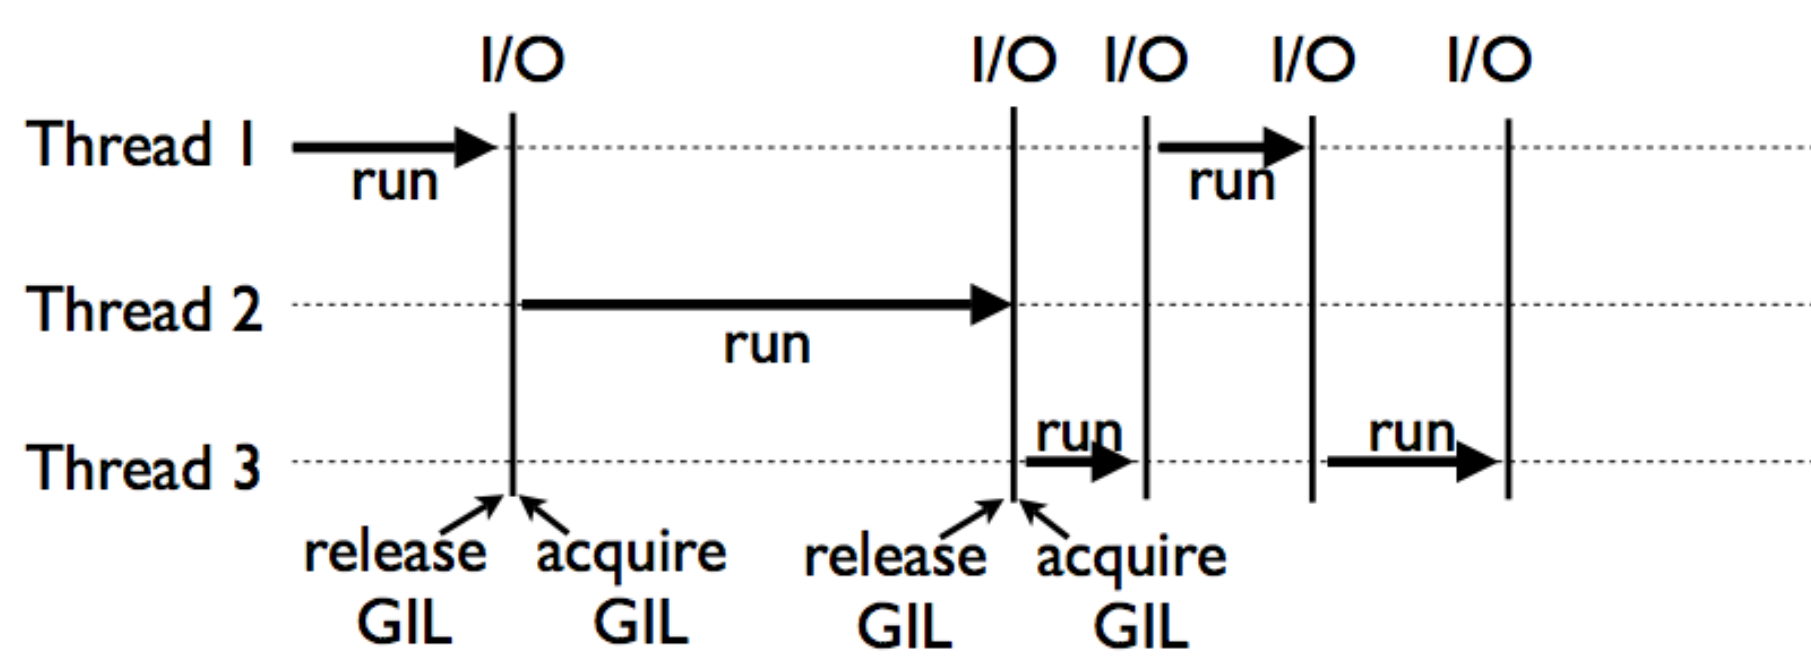 I/O I/O I/O I/O I/O
Thread 1
run run
Thread 2
run
run run
Thread 3
release acquire release acquire
GIL GIL GIL GIL